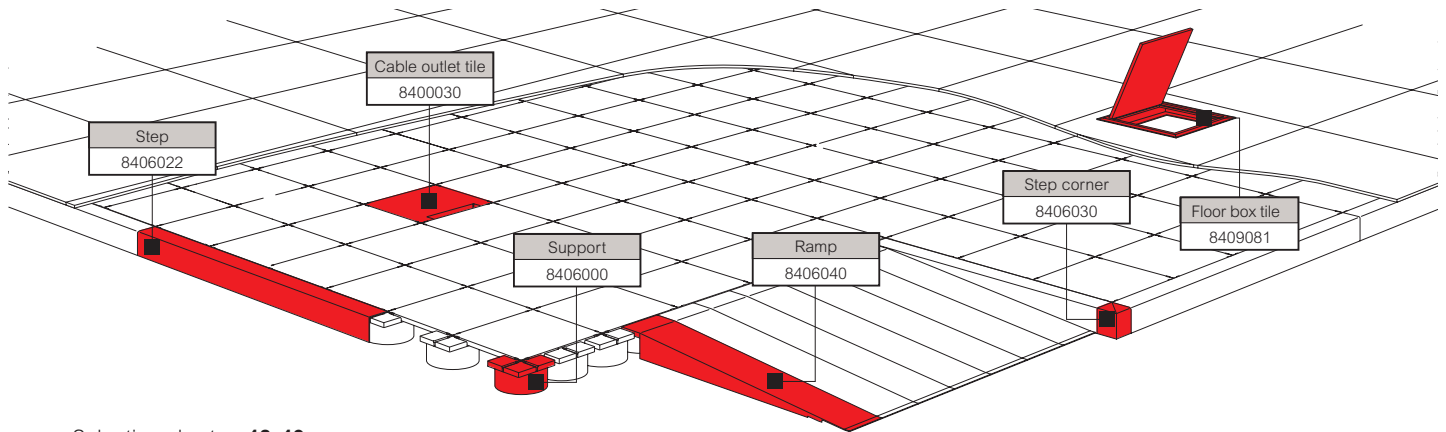 Cable outlet tile
8400030
Step
8406022
Step corner
8406030
Floor box tile
8409081
Support
8406000
Ramp
8406040